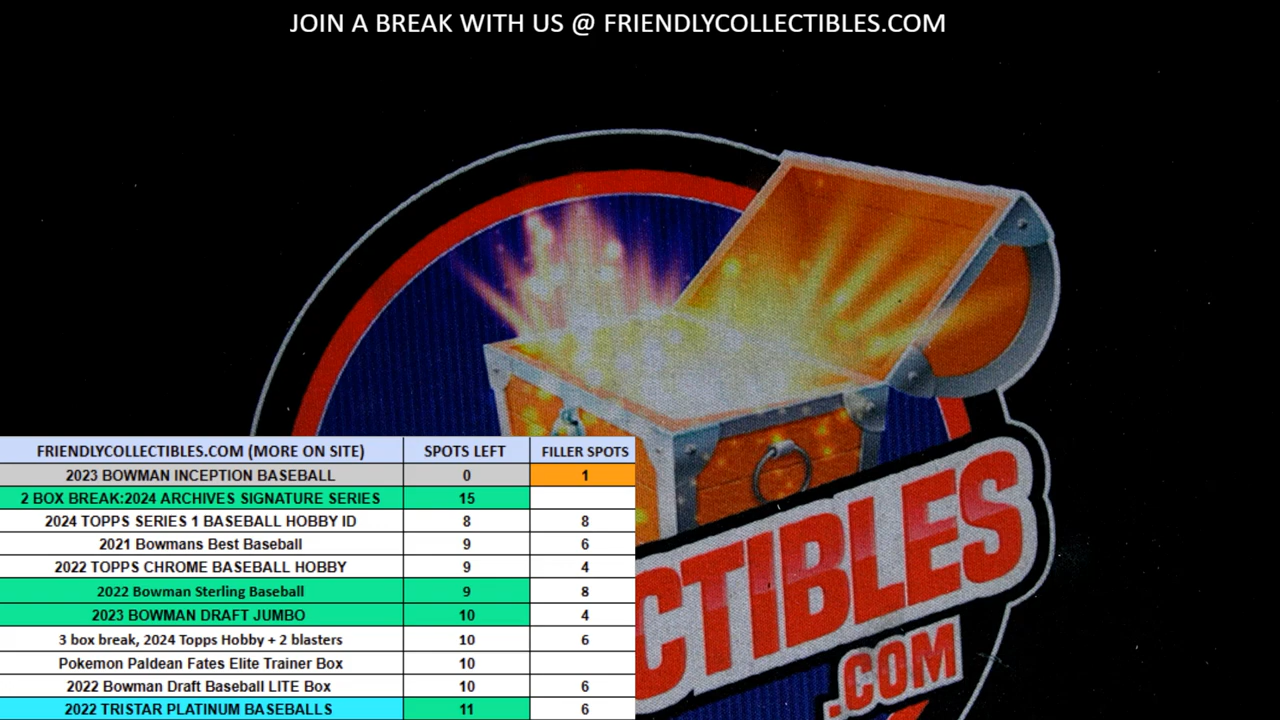 JOIN A BREAK WITH US @ FRIENDLYCOLLECTIBLES.COM
FRIENDLYCOLLECTIBLES.COM (MORE ON SITE) SPOTS LEFT FILLER SPOTS
2023 BOWMAN INCEPTION BASEBALL 0 1
2 BOX BREAK:2024 ARCHIVES SIGNATURE SERIES 15
2024 TOPPS SERIES 1 BASEBALL HOBBY ID 8 8
2021 Bowmans Best Baseball 9 6
2022 TOPPS CHROME BASEBALL HOBBY 9 4
2022 Bowman Sterling Baseball 9 8
2023 BOWMAN DRAFT JUMBO 10 4
3 box break, 2024 Topps Hobby + 2 blasters 10 6
Pokemon Paldean Fates Elite Trainer Box 10
2022 Bowman Draft Baseball LITE Box 10 6
2022 TRISTAR PLATINUM BASEBALLS 11 6
CTIBLES
.COM